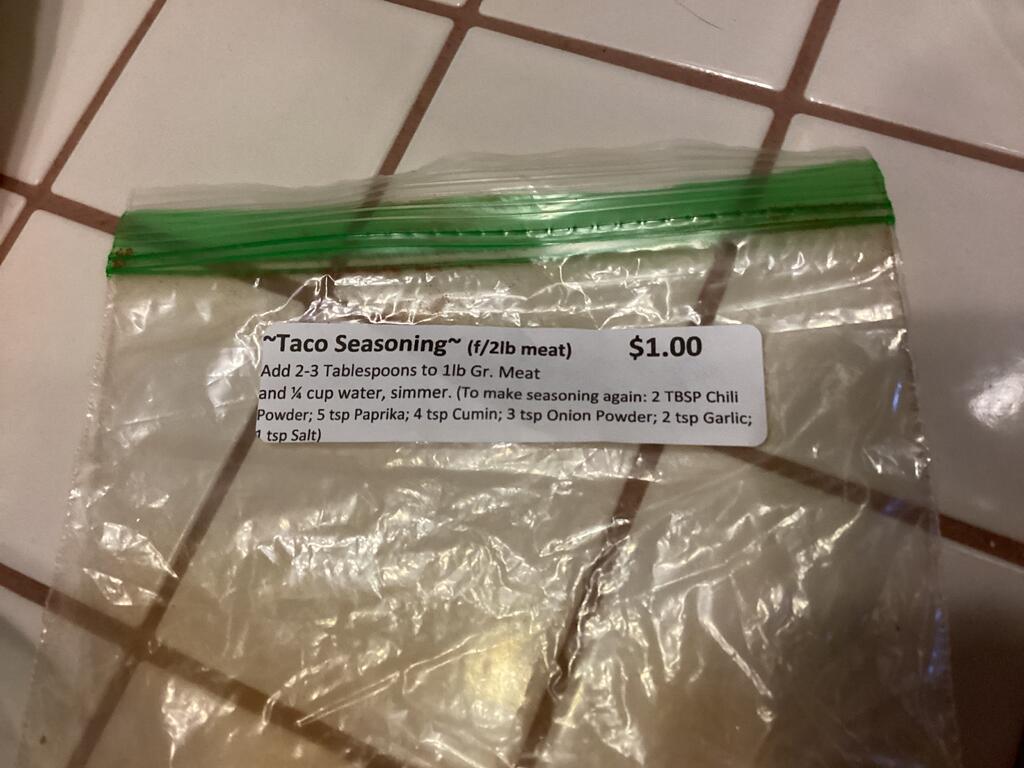 ~Taco Seasoning~ (f/2lb meat) $1.00
Add 2-3 Tablespoons to 1lb Gr. Meat
and ¼ cup water, simmer. (To make seasoning again: 2 TBSP Chili
Powder; 5 tsp Paprika; 4 tsp Cumin; 3 tsp Onion Powder; 2 tsp Garlic;
1 tsp Salt)